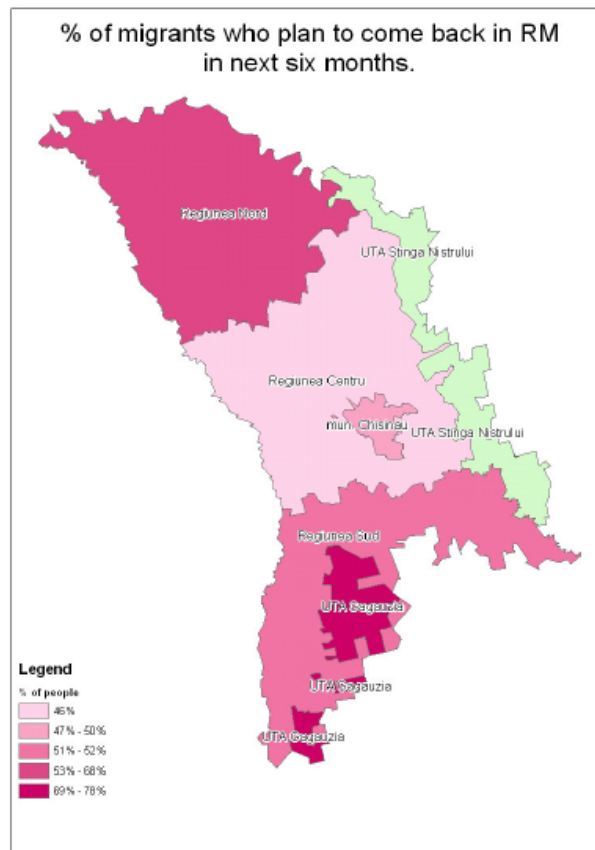 % of migrants who plan to come back in RM
in next six months.
Regiunea Nord
UTA Stinga Nistrului
Regiunea Centru
mun. Chisinau
UTA Stinga Nistrului
Regiunea Sud
UTA Gagauzia
UTA Gagauzia
UTA Gagauzia
Legend
% of people
46%
47% - 50%
51% - 52%
53% - 68%
69% - 78%